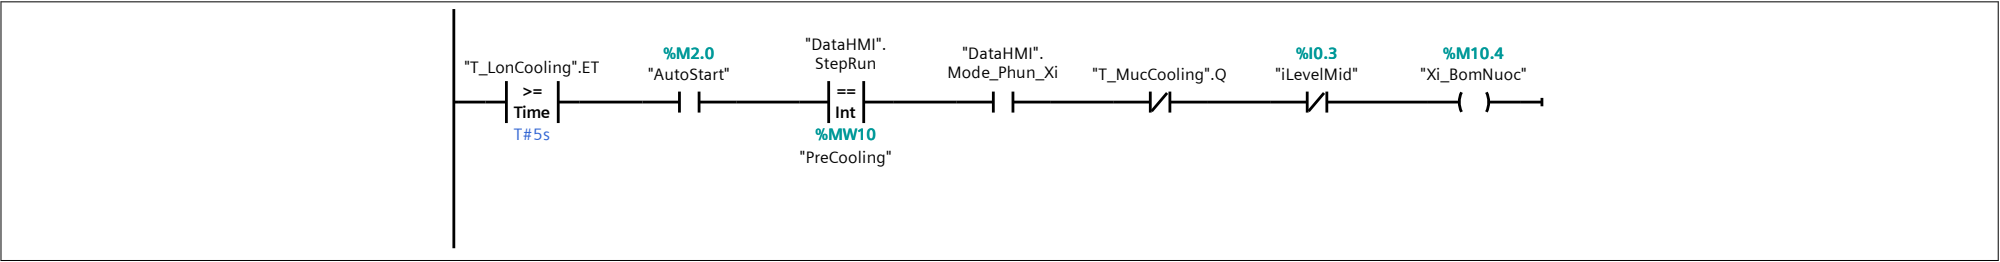 "T_LonCooling".ET
>=
Time
T#5s
%M2.0
"AutoStart"
"DataHMI".
StepRun
==
Int
%MW10
"PreCooling"
"DataHMI".
Mode_Phun_Xi
"T_MucCooling".Q
%I0.3
"iLevelMid"
%M10.4
"Xi_BomNuoc"